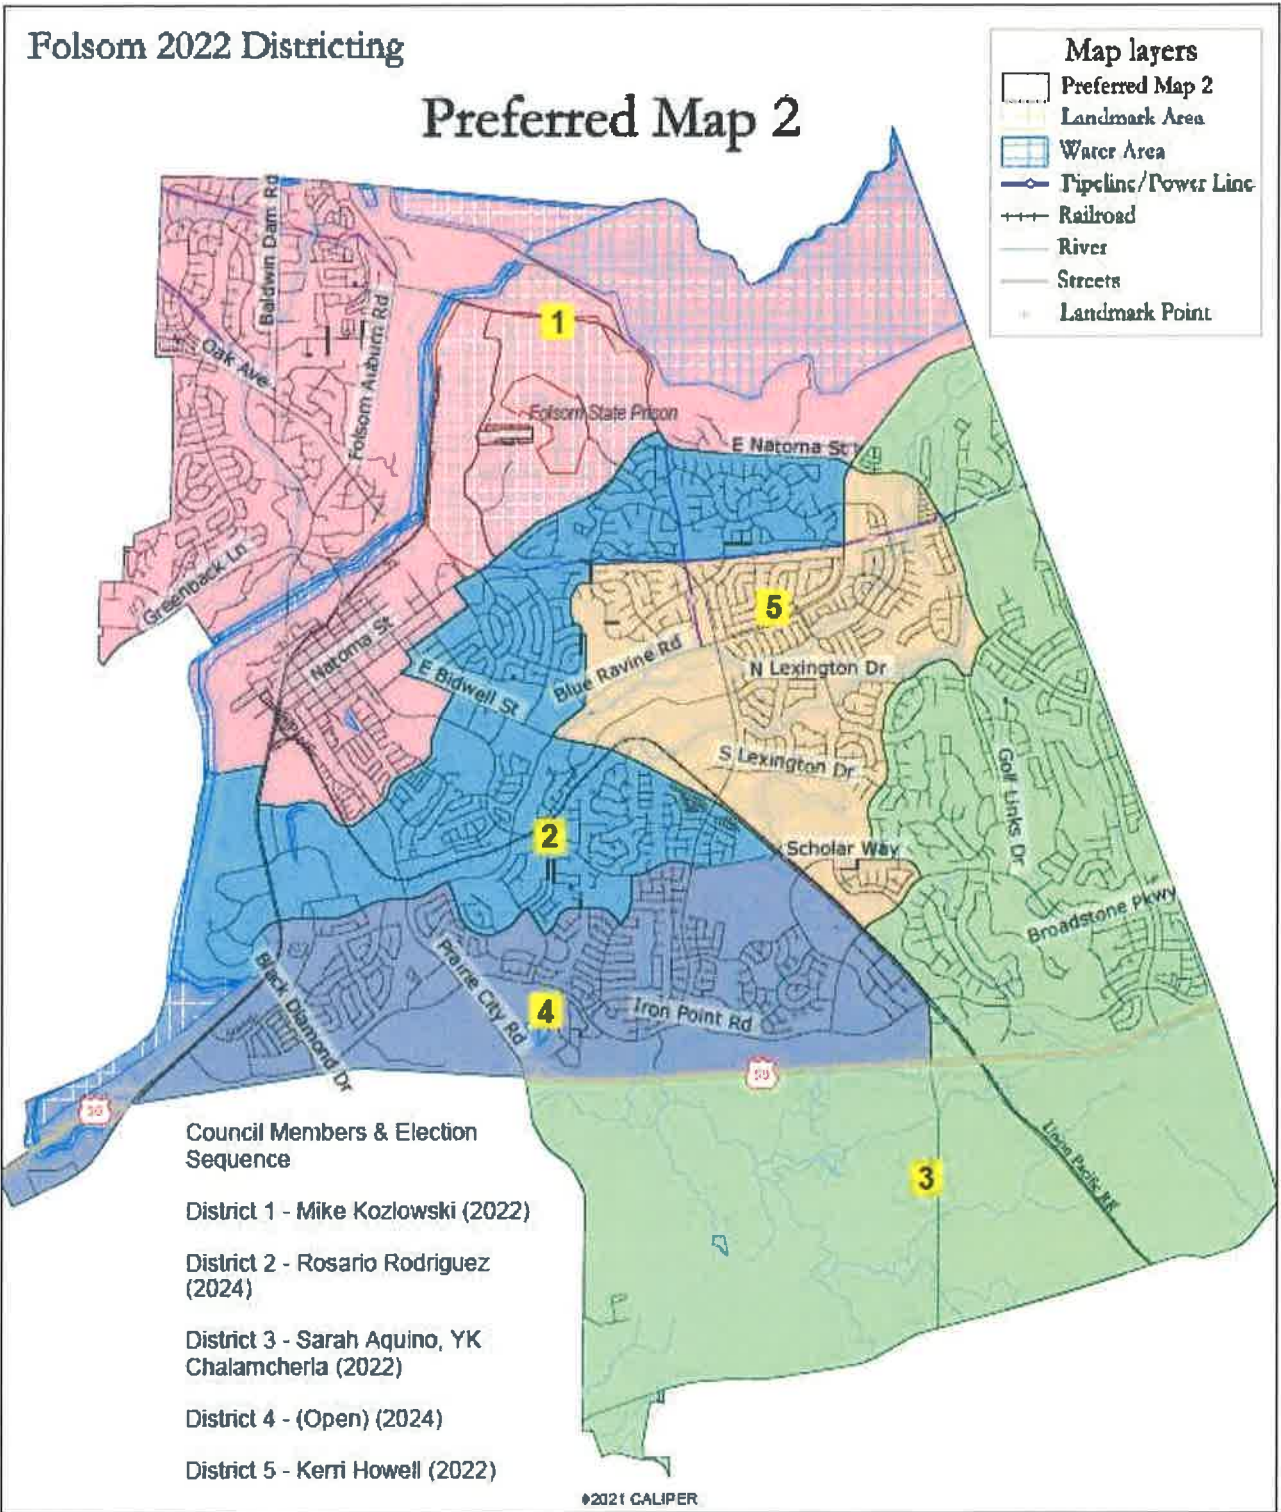 Folsom 2022 Districting
Preferred Map 2
Map layers
Preferred Map 2
Landmark Area
Water Area
Pipeline/Power Line
Railroad
River
Streets
Landmark Point
Baldwin Dam Rd
Oak Ave
Folsom Auburn Rd
1
Folsom State Prison
E Natoma St
Greenback Ln
Natoma St
5
Blue Ravine Rd
N Lexington Dr
E Bidwell St
S Lexington Dr
Golf Links Dr
2
Scholar Way
Broadstone Pkwy
Black Diamond Dr
Prairie City Rd
4
Iron Point Rd
50
50
3
Union Pacific RR
Council Members & Election
Sequence
District 1 - Mike Kozlowski (2022)
District 2 - Rosario Rodriguez
(2024)
District 3 - Sarah Aquino, YK
Chalamcherla (2022)
District 4 - (Open) (2024)
District 5 - Kerri Howell (2022)
©2021 CALIPER